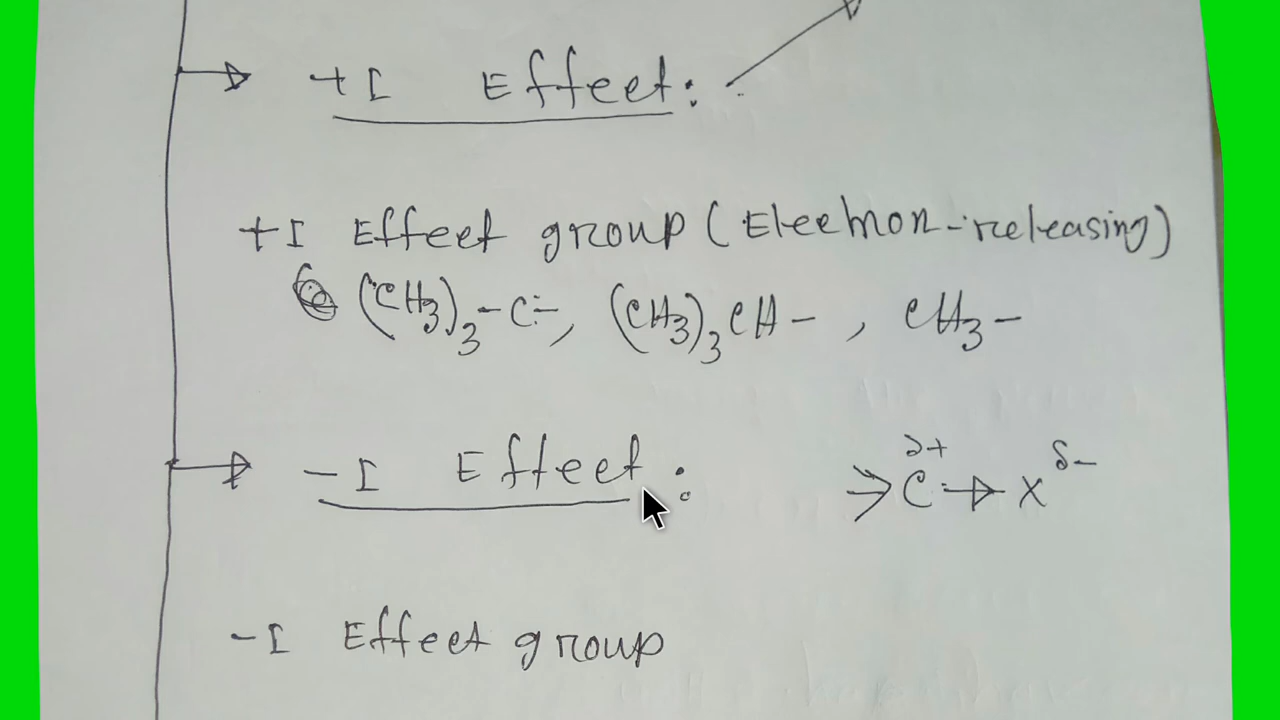 +I Effect:
+I Effect group (Electron-releasing)
(CH3)3-C-, (CH3)3CH-, CH3-
-I Effect: C→X δ+ δ-
-I Effect group